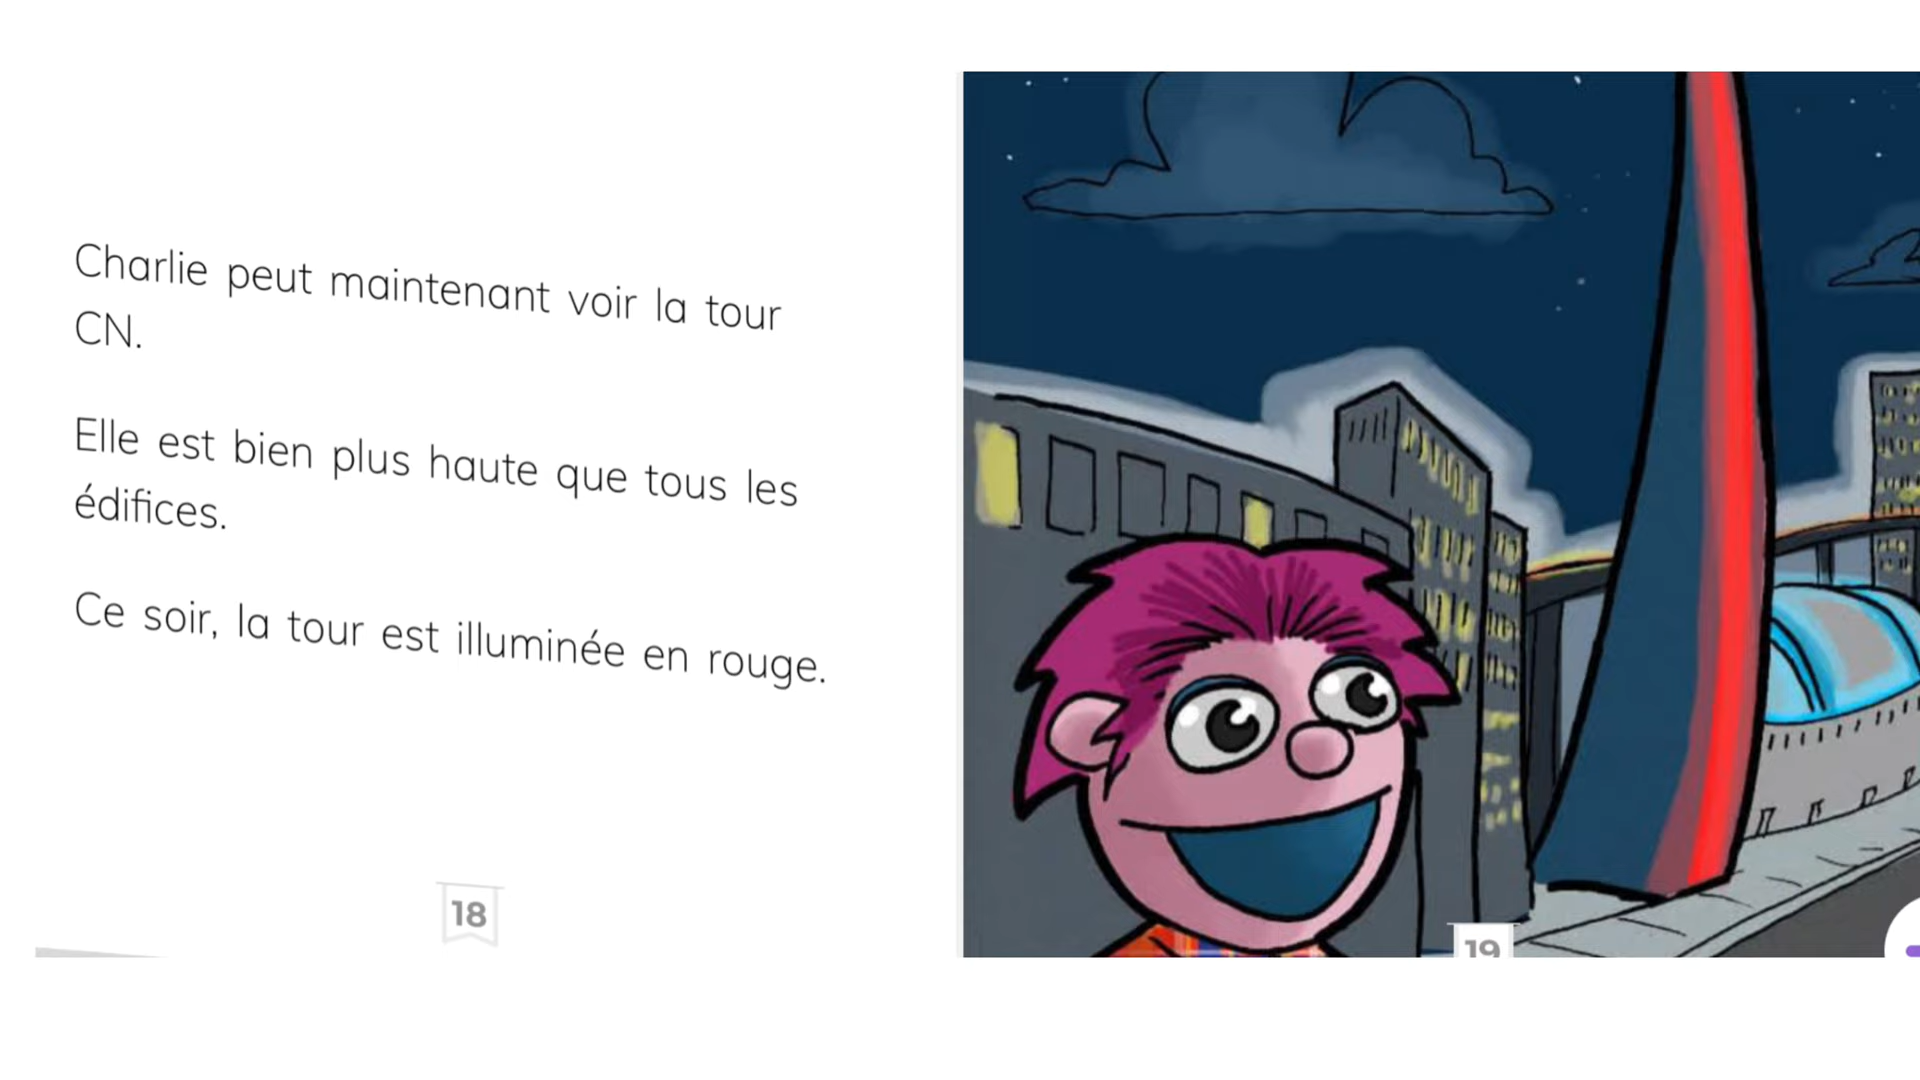 Charlie peut maintenant voir la tour
CN.
Elle est bien plus haute que tous les
édifices.
Ce soir, la tour est illuminée en rouge.
18
19